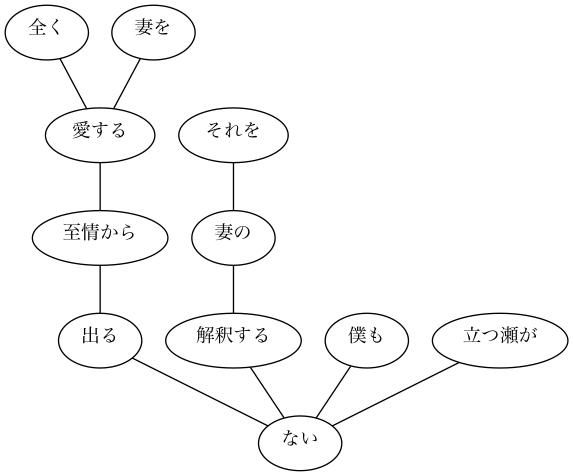 全く 妻を
愛する それを
至情から 妻の
出る 解釈する 僕も 立つ瀬が
ない